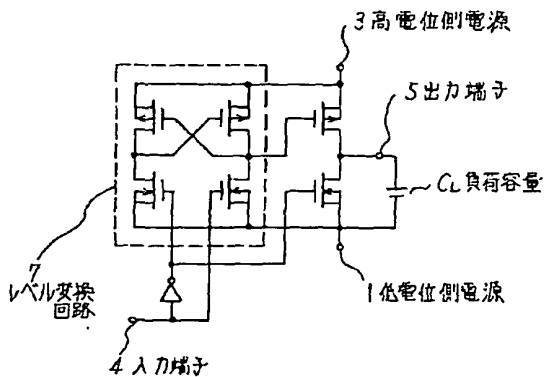 3 高電位側電源
5 出力端子
CL 負荷容量
1 低電位側電源
7
レベル変換
回路
4 入力端子